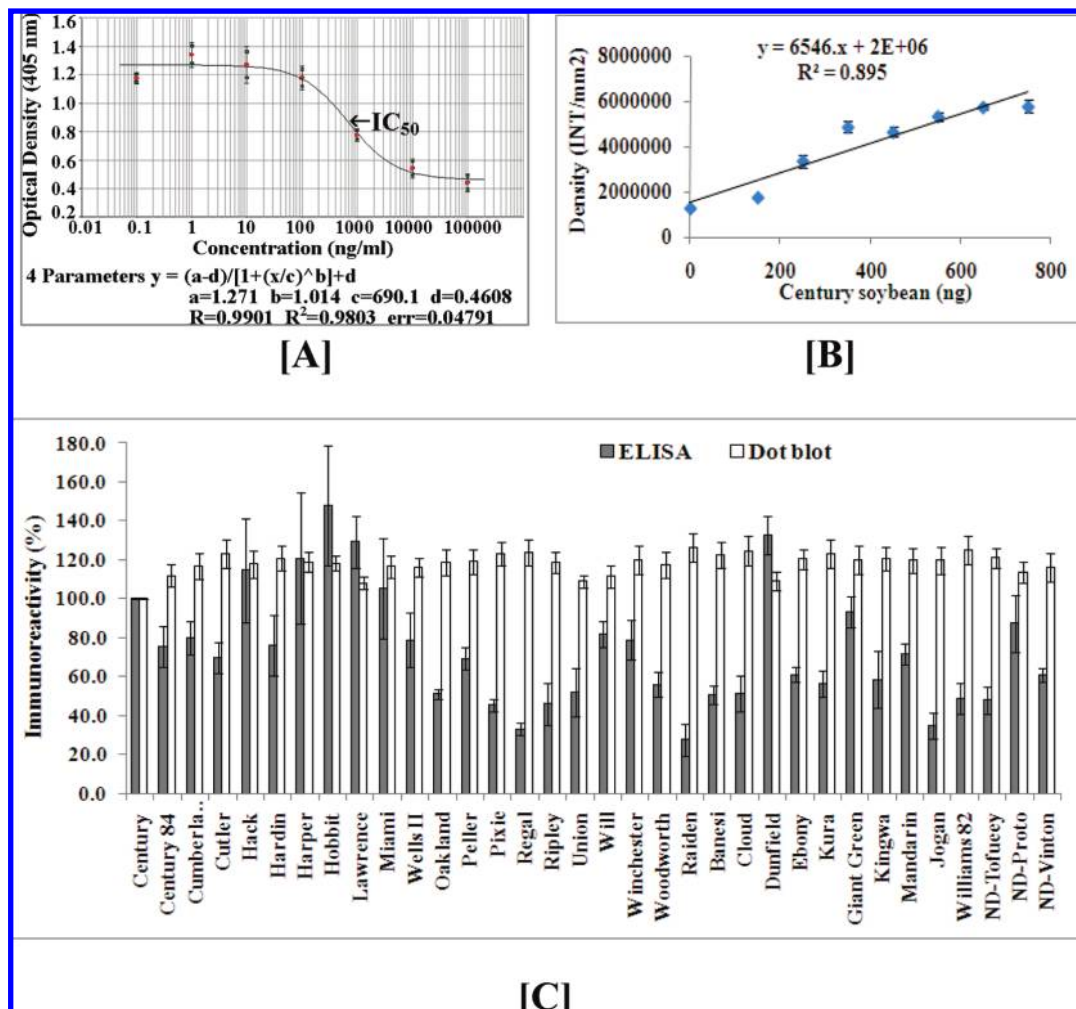 1.6
1.4
1.2
1.0
0.8
0.6
0.4
0.2
Optical Density (405 nm)
←IC50
0.01 0.1 1 10 100 1000 10000 100000
Concentration (ng/ml)
4 Parameters y = (a-d)/[1+(x/c)^b]+d
a=1.271 b=1.014 c=690.1 d=0.4608
R=0.9901 R2=0.9803 err=0.04791
[A]
y = 6546.x + 2E+06
R² = 0.895
8000000
6000000
4000000
2000000
0
Density (INT/mm2)
0 200 400 600 800
Century soybean (ng)
[B]
180.0
160.0
140.0
120.0
100.0
80.0
60.0
40.0
20.0
0.0
Immunoreactivity (%)
ELISA Dot blot
Century
Century 84
Cumberla..
Cutler
Hack
Hardin
Harper
Hobbit
Lawrence
Miami
Wells II
Oakland
Peller
Pixie
Regal
Ripley
Union
Will
Winchester
Woodworth
Raiden
Banesi
Cloud
Dunfield
Ebony
Kura
Giant Green
Kingwa
Mandarin
Jogan
Williams 82
ND-Tofucey
ND-Proto
ND-Vinton
[C]